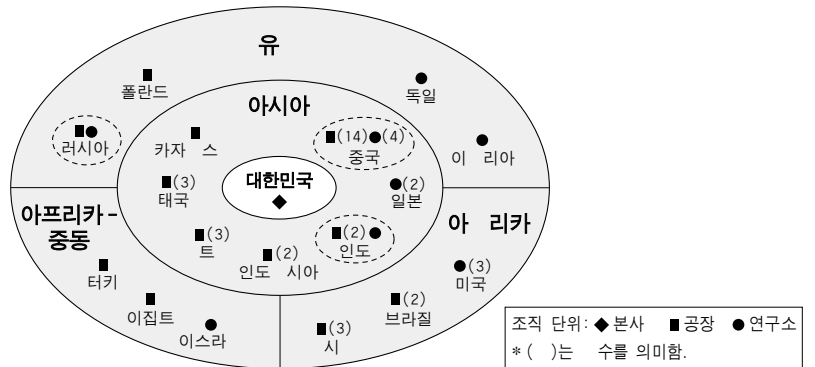 유
폴란드
독일
아시아
러시아
(14) (4)
중국
카자 스
이 리아
대한민국
(3)
태국
(2)
일본
아프리카-
중동
아 리카
(3)
트
(2)
인도
(2)
인도 시아
(3)
미국
터키
이집트
(2)
브라질
이스라
(3)
시
조직 단위: ◆본사 ■공장 ●연구소
* ( )는 수를 의미함.